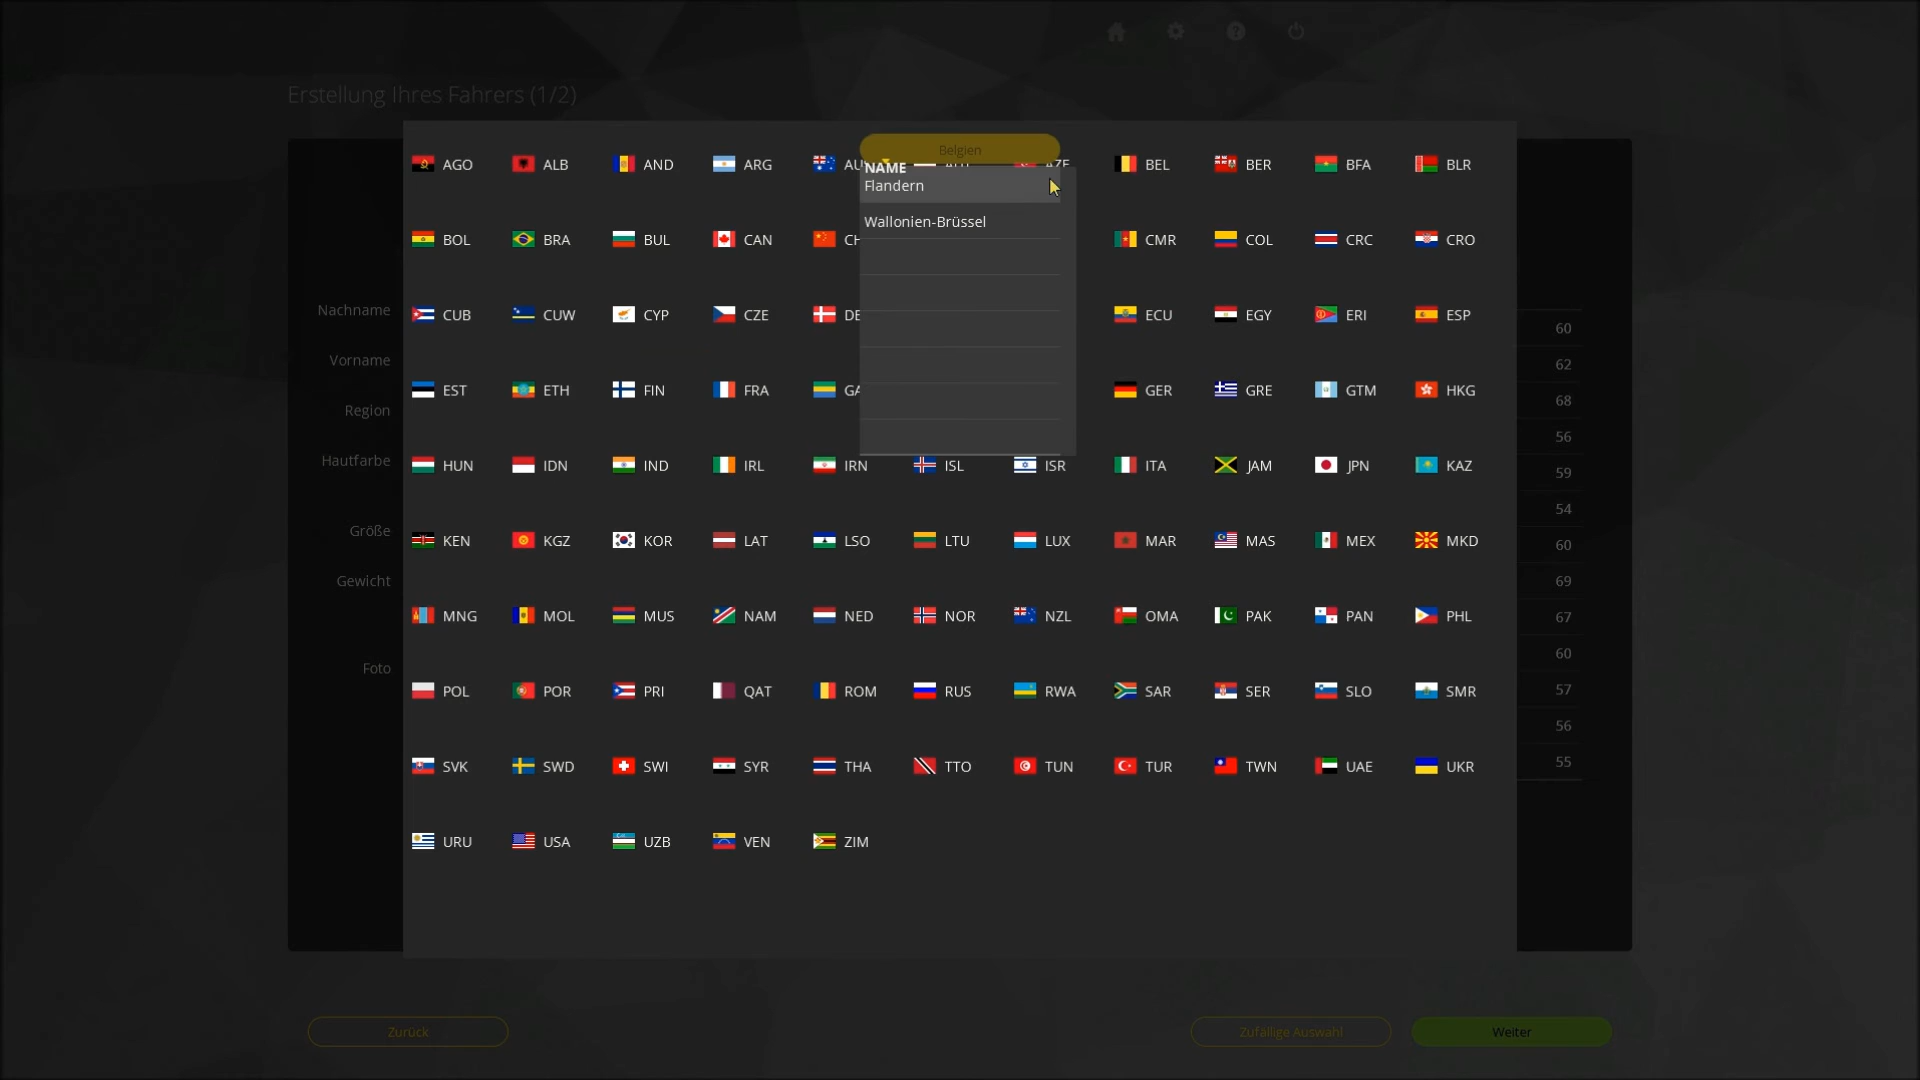 Erstellung Ihres Fahrers (1/2)
Belgien
NAME
Flandern
Wallonien-Brüssel
AGO ALB AND ARG AU AZE BEL BER BFA BLR
BOL BRA BUL CAN CH CMR COL CRC CRO
CUB CUW CYP CZE DE ECU EGY ERI ESP
EST ETH FIN FRA GA GER GRE GTM HKG
HUN IDN IND IRL IRN ISL ISR ITA JAM JPN KAZ
KEN KGZ KOR LAT LSO LTU LUX MAR MAS MEX MKD
MNG MOL MUS NAM NED NOR NZL OMA PAK PAN PHL
POL POR PRI QAT ROM RUS RWA SAR SER SLO SMR
SVK SWD SWI SYR THA TTO TUN TUR TWN UAE UKR
URU USA UZB VEN ZIM
Nachname
Vorname
Region
Hautfarbe
Größe
Gewicht
Foto
60
62
68
56
59
54
60
69
67
60
57
56
55
Zurück
Zufällige Auswahl
Weiter